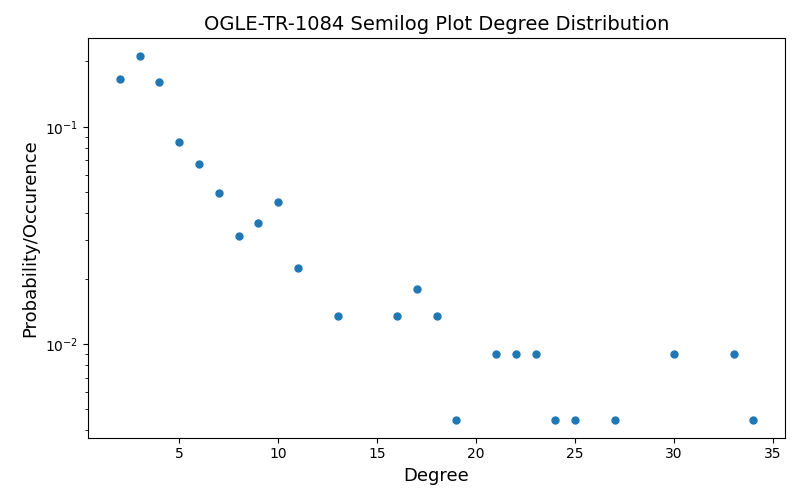 OGLE-TR-1084 Semilog Plot Degree Distribution
Probability/Occurence
10⁻¹
10⁻²
5 10 15 20 25 30 35
Degree